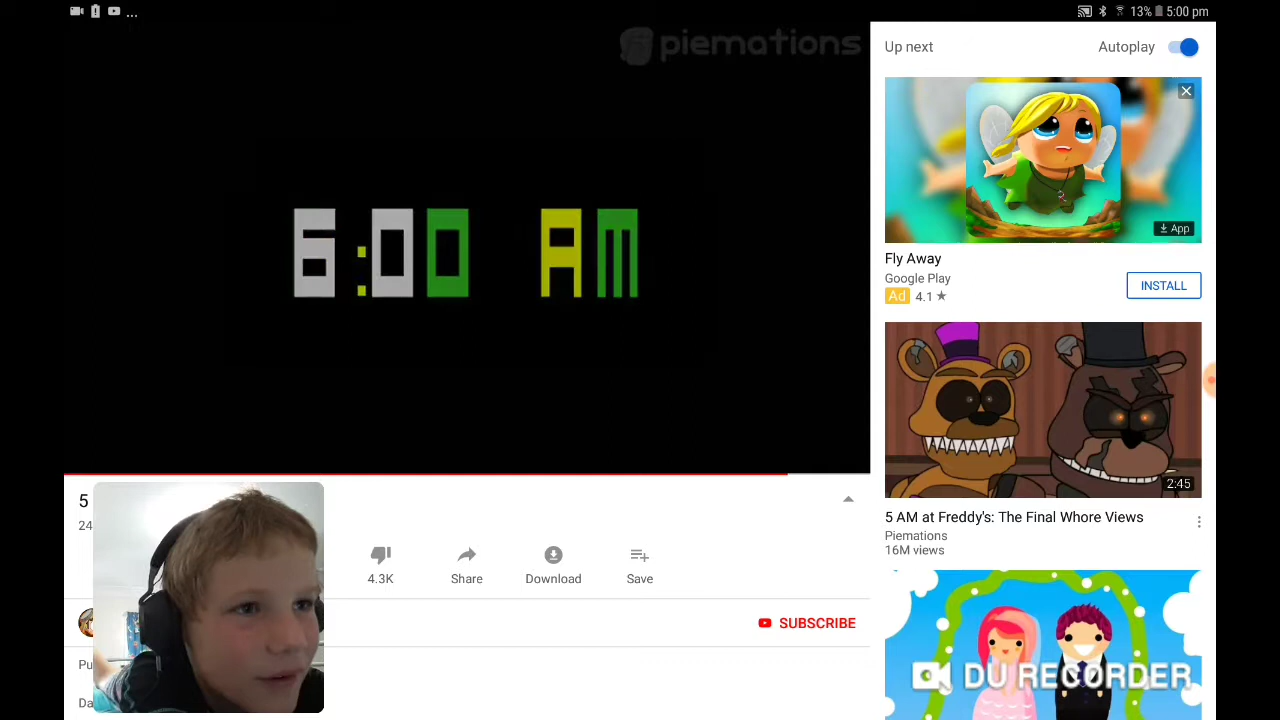 ... 13% 5:00 pm
piemations
Up next Autoplay
6:00 AM
App
Fly Away
Google Play
Ad 4.1 ★
INSTALL
2:45
5
24
5 AM at Freddy's: The Final Whore Views
Piemations
16M views
4.3K Share Download Save
SUBSCRIBE
Pu
Da
DU RECORDER